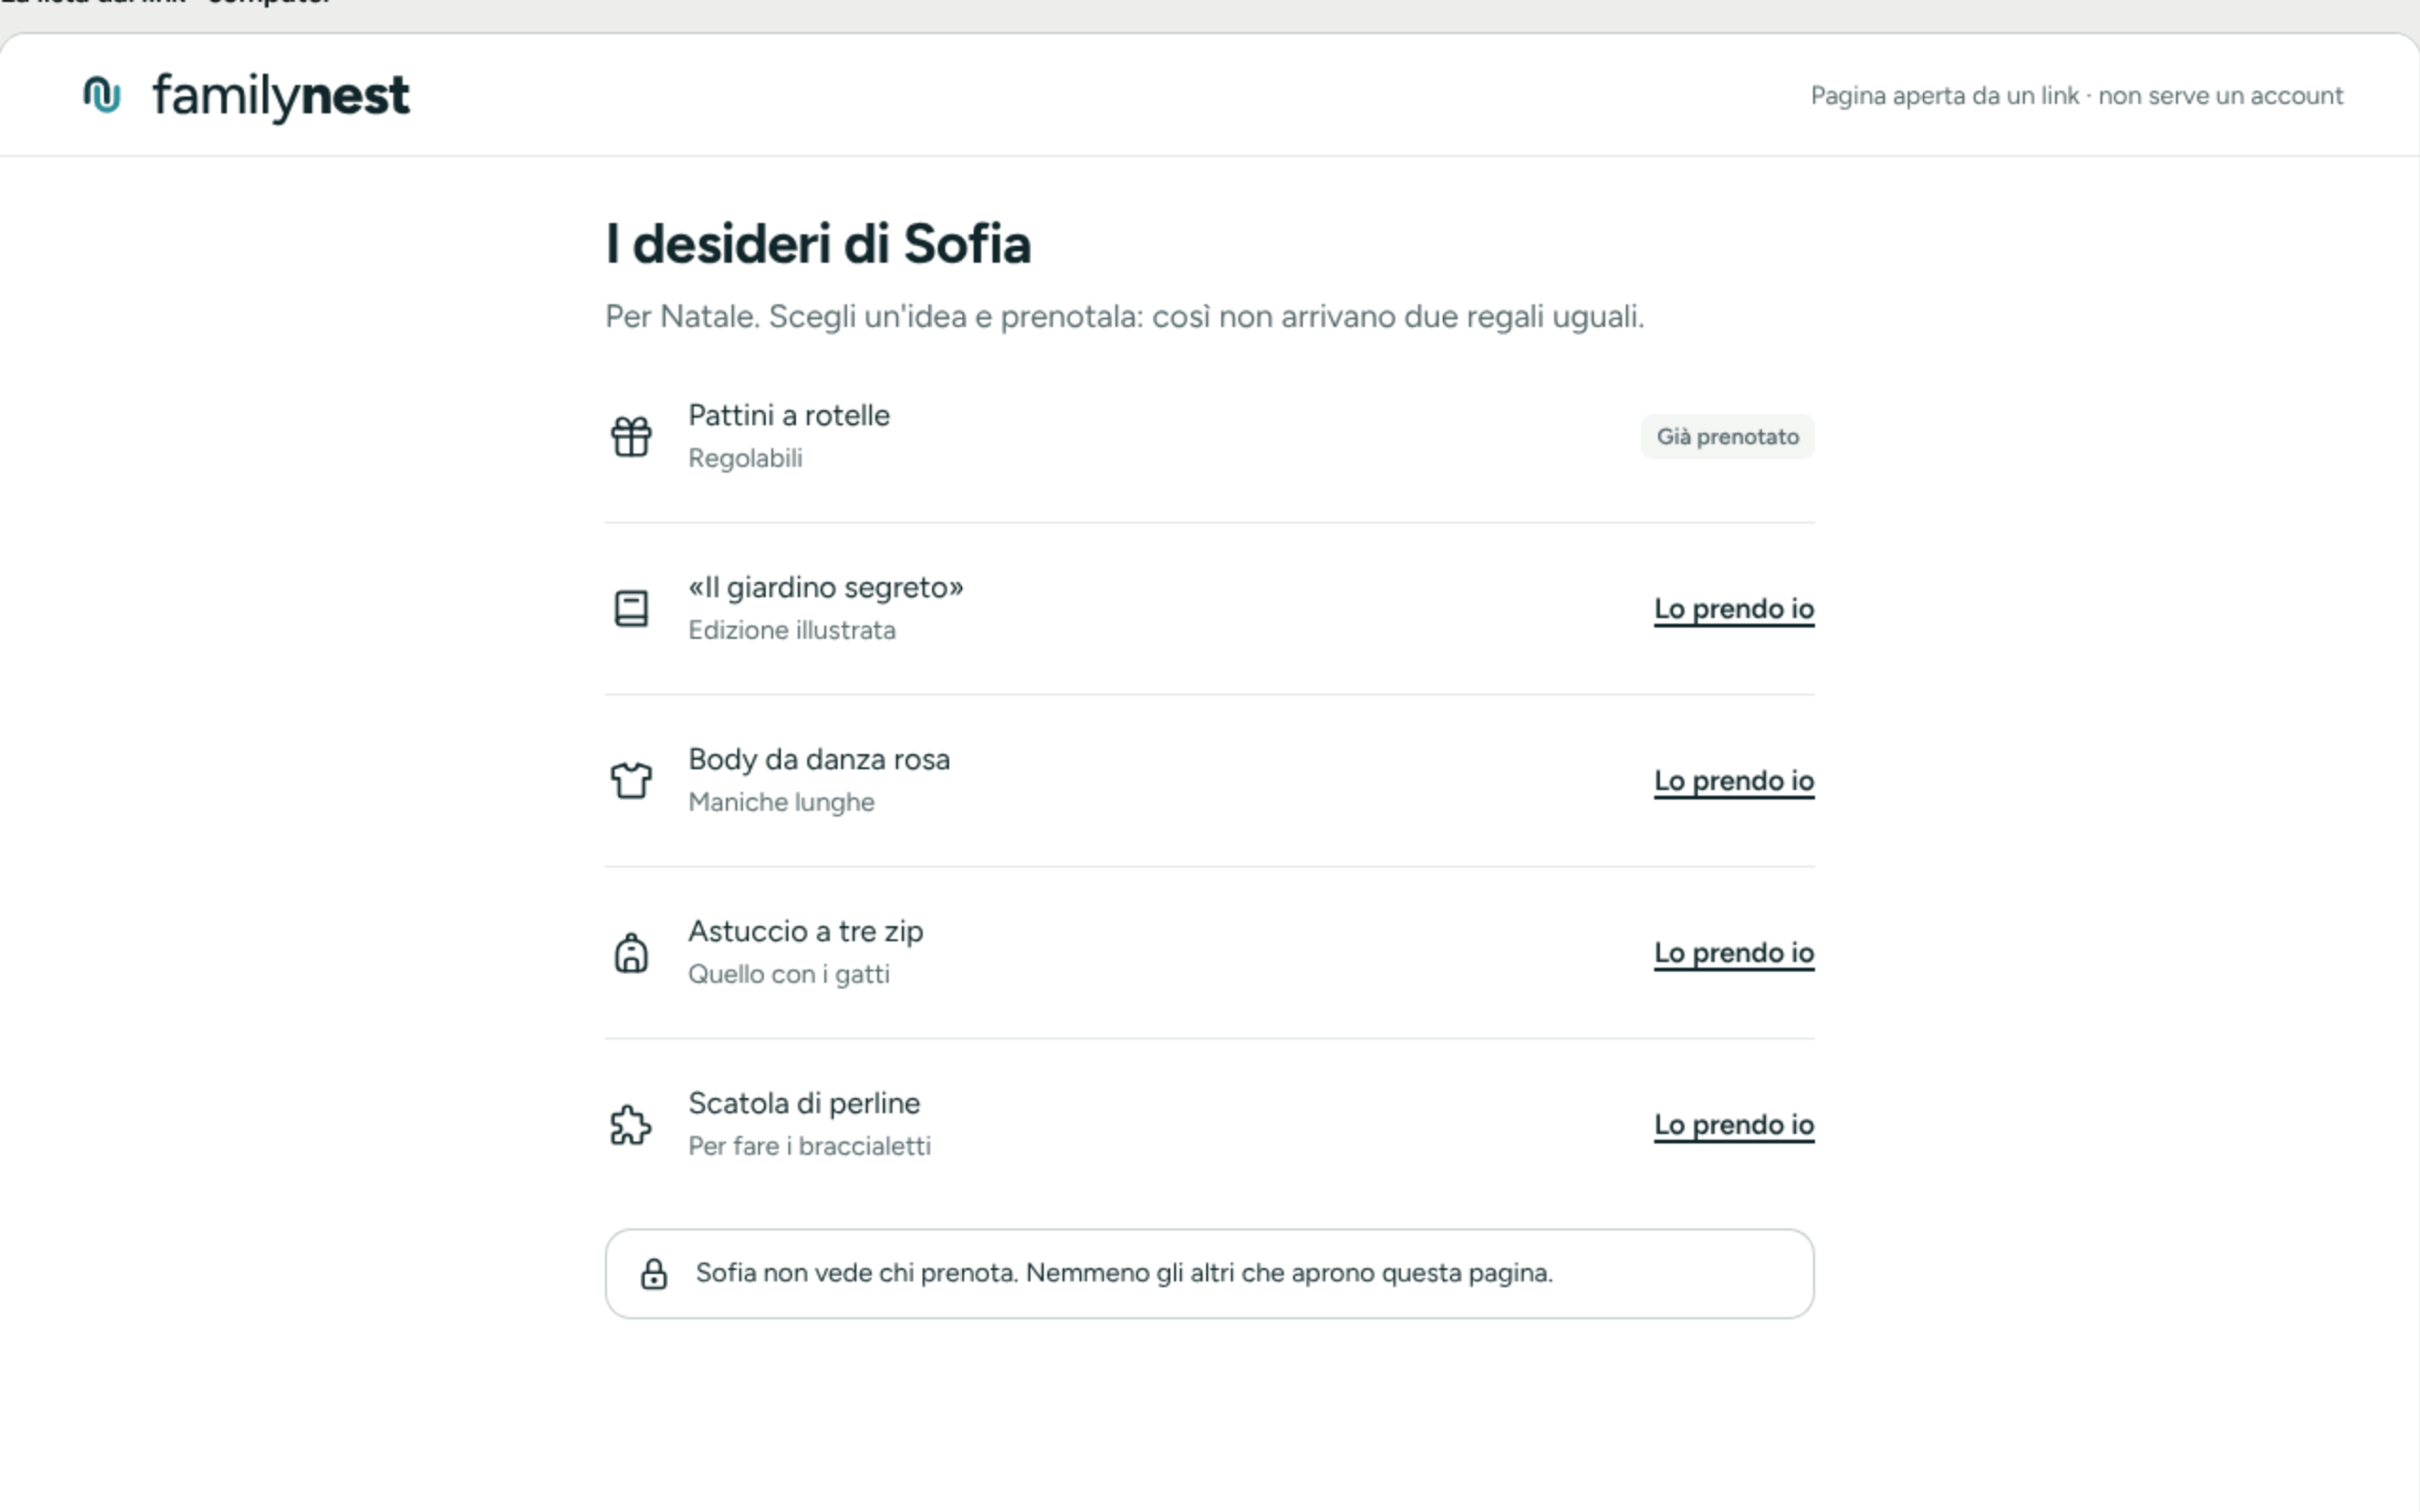 familynest
Pagina aperta da un link · non serve un account
I desideri di Sofia
Per Natale. Scegli un'idea e prenotala: così non arrivano due regali uguali.
Pattini a rotelle
Regolabili
Già prenotato
«Il giardino segreto»
Edizione illustrata
Lo prendo io
Body da danza rosa
Maniche lunghe
Lo prendo io
Astuccio a tre zip
Quello con i gatti
Lo prendo io
Scatola di perline
Per fare i braccialetti
Lo prendo io
Sofia non vede chi prenota. Nemmeno gli altri che aprono questa pagina.